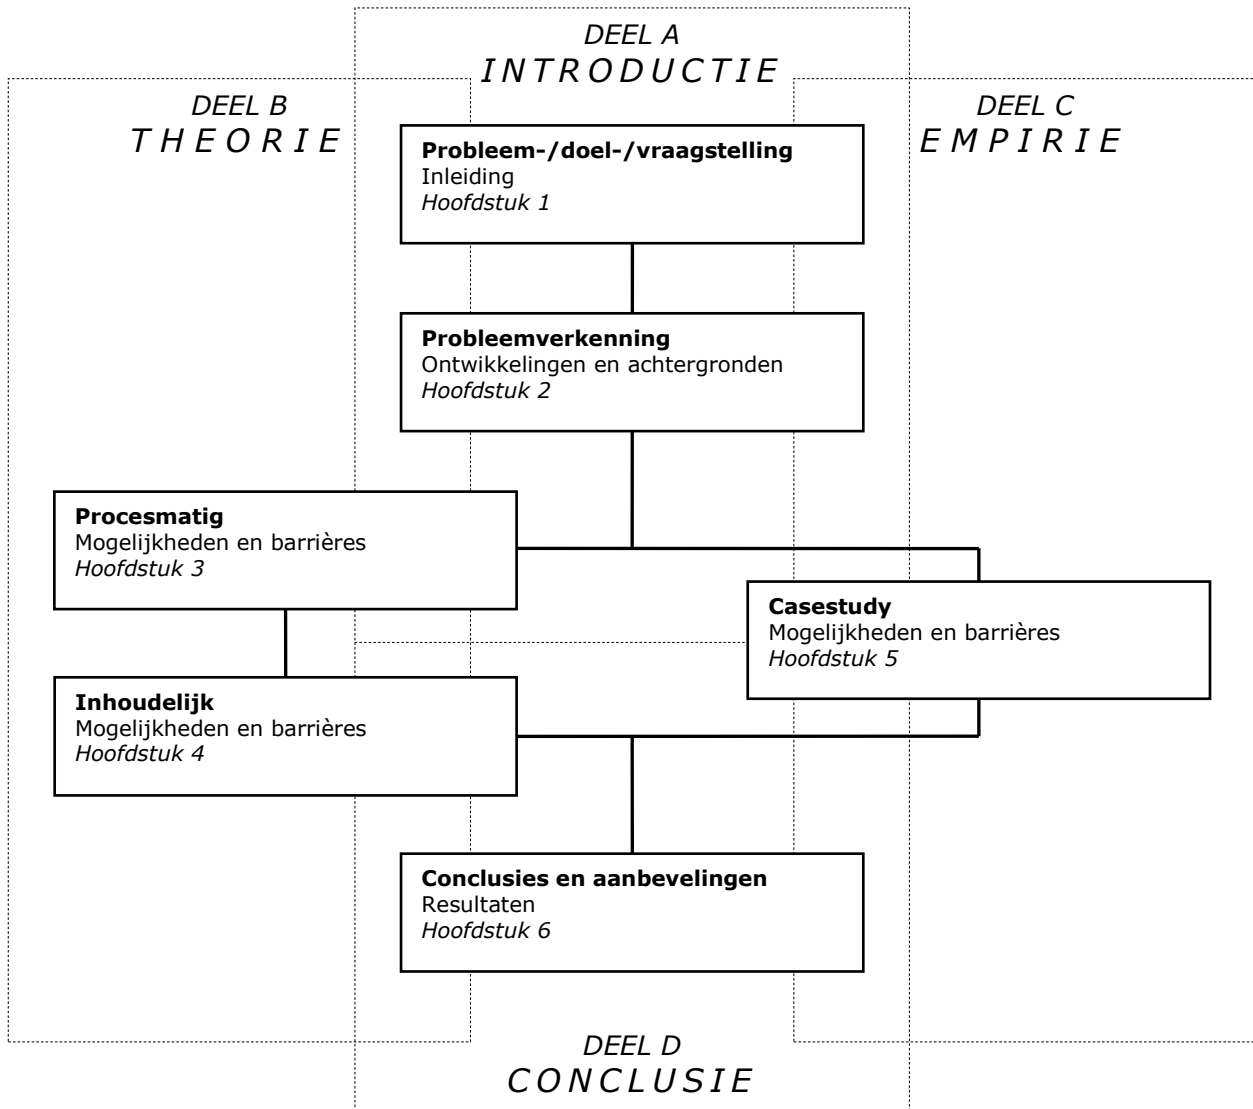 DEEL A
INTRODUCTIE
DEEL B
THEORIE
DEEL C
EMPIRIE
Probleem-/doel-/vraagstelling
Inleiding
Hoofdstuk 1
Probleemverkenning
Ontwikkelingen en achtergronden
Hoofdstuk 2
Procesmatig
Mogelijkheden en barrières
Hoofdstuk 3
Casestudy
Mogelijkheden en barrières
Hoofdstuk 5
Inhoudelijk
Mogelijkheden en barrières
Hoofdstuk 4
Conclusies en aanbevelingen
Resultaten
Hoofdstuk 6
DEEL D
CONCLUSIE